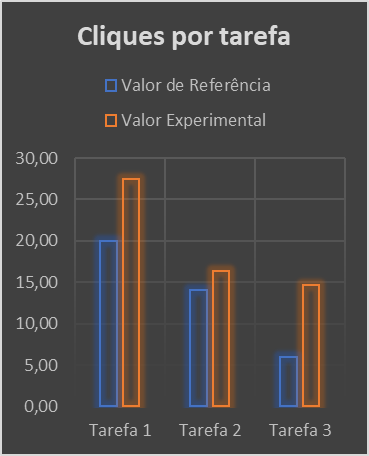 Cliques por tarefa
Valor de Referência
Valor Experimental
30,00
25,00
20,00
15,00
10,00
5,00
0,00
Tarefa 1 Tarefa 2 Tarefa 3